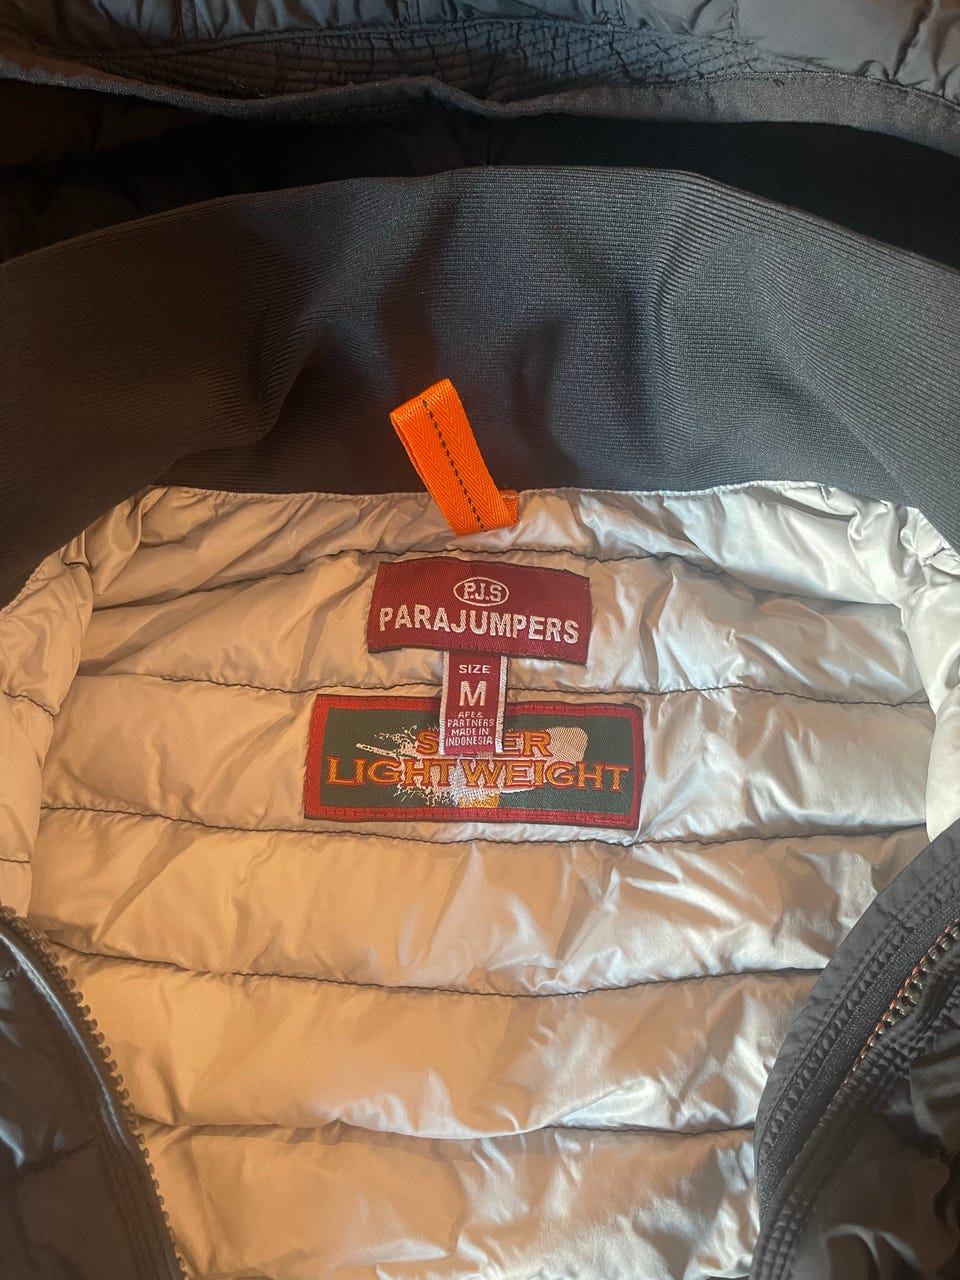 P.J.S
PARAJUMPERS
SIZE
M
APE &
PARTNERS
MADE IN
INDONESIA
LIGHTWEIGHT